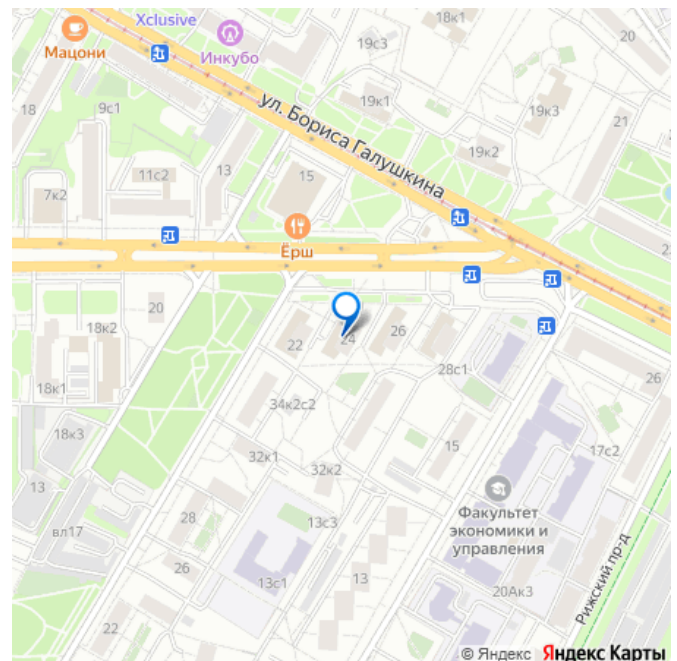 Xclusive
18к1
20
Мацони
Инкубо
19с3
ул. Бориса Галушкина
18
9с1
19к1
19к3
21
11с2
13
15
19к2
7к2
Ёрш
20
18к2
22
24
26
28с1
26
18к1
34к2с2
18к3
15
17с2
32к1
32к2
13
Факультет
экономики и
управления
вл17
28
13с3
26
13с1
13
20Ак3
Рижский пр-д
22
© Яндекс Яндекс Карты